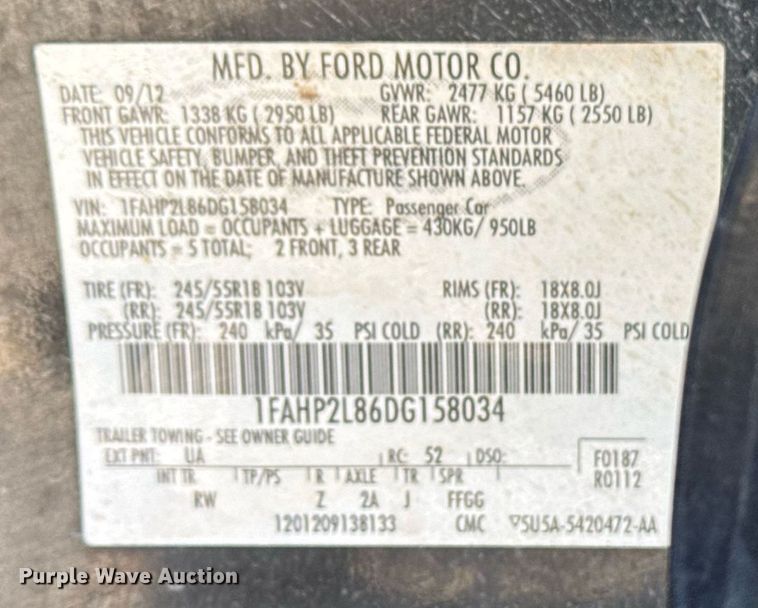 MFD. BY FORD MOTOR CO.
DATE: 09/12 GVWR: 2477 KG ( 5460 LB)
FRONT GAWR: 1338 KG ( 2950 LB) REAR GAWR: 1157 KG ( 2550 LB)
THIS VEHICLE CONFORMS TO ALL APPLICABLE FEDERAL MOTOR
VEHICLE SAFETY, BUMPER, AND THEFT PREVENTION STANDARDS
IN EFFECT ON THE DATE OF MANUFACTURE SHOWN ABOVE.
VIN: 1FAHP2L86DG158034 TYPE: Passenger Car
MAXIMUM LOAD = OCCUPANTS + LUGGAGE = 430KG/ 950LB
OCCUPANTS = 5 TOTAL; 2 FRONT, 3 REAR
TIRE (FR): 245/55R18 103V RIMS (FR): 18X8.0J
(RR): 245/55R18 103V (RR): 18X8.0J
PRESSURE (FR): 240 kPa/ 35 PSI COLD (RR): 240 kPa/ 35 PSI COLD
1FAHP2L86DG158034
TRAILER TOWING - SEE OWNER GUIDE
EXT PNT: UA RC: 52 DSO: F0187
INT TR TP/PS R AXLE TR SPR R0112
RW Z 2A J FFGG
1201209138133 CMC ▽5U5A-5420472-AA
Purple Wave Auction